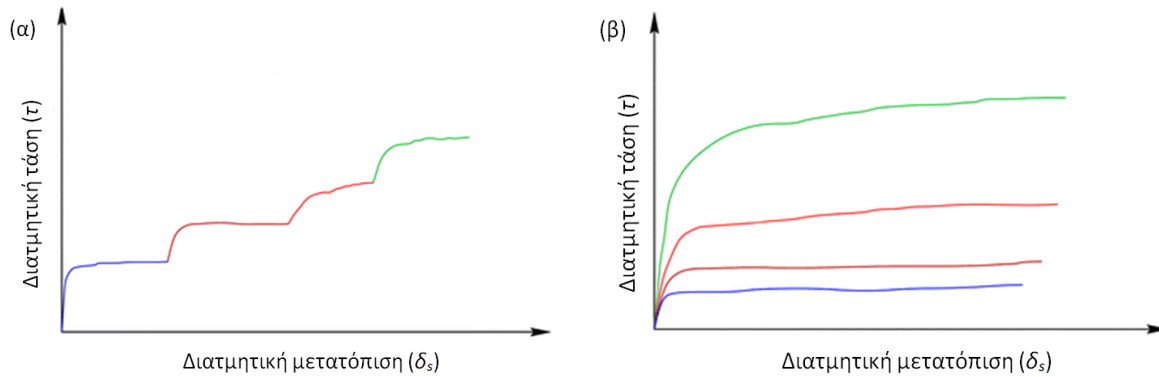 (α)
Διατμητική τάση (τ)
Διατμητική μετατόπιση (δs)
(β)
Διατμητική τάση (τ)
Διατμητική μετατόπιση (δs)